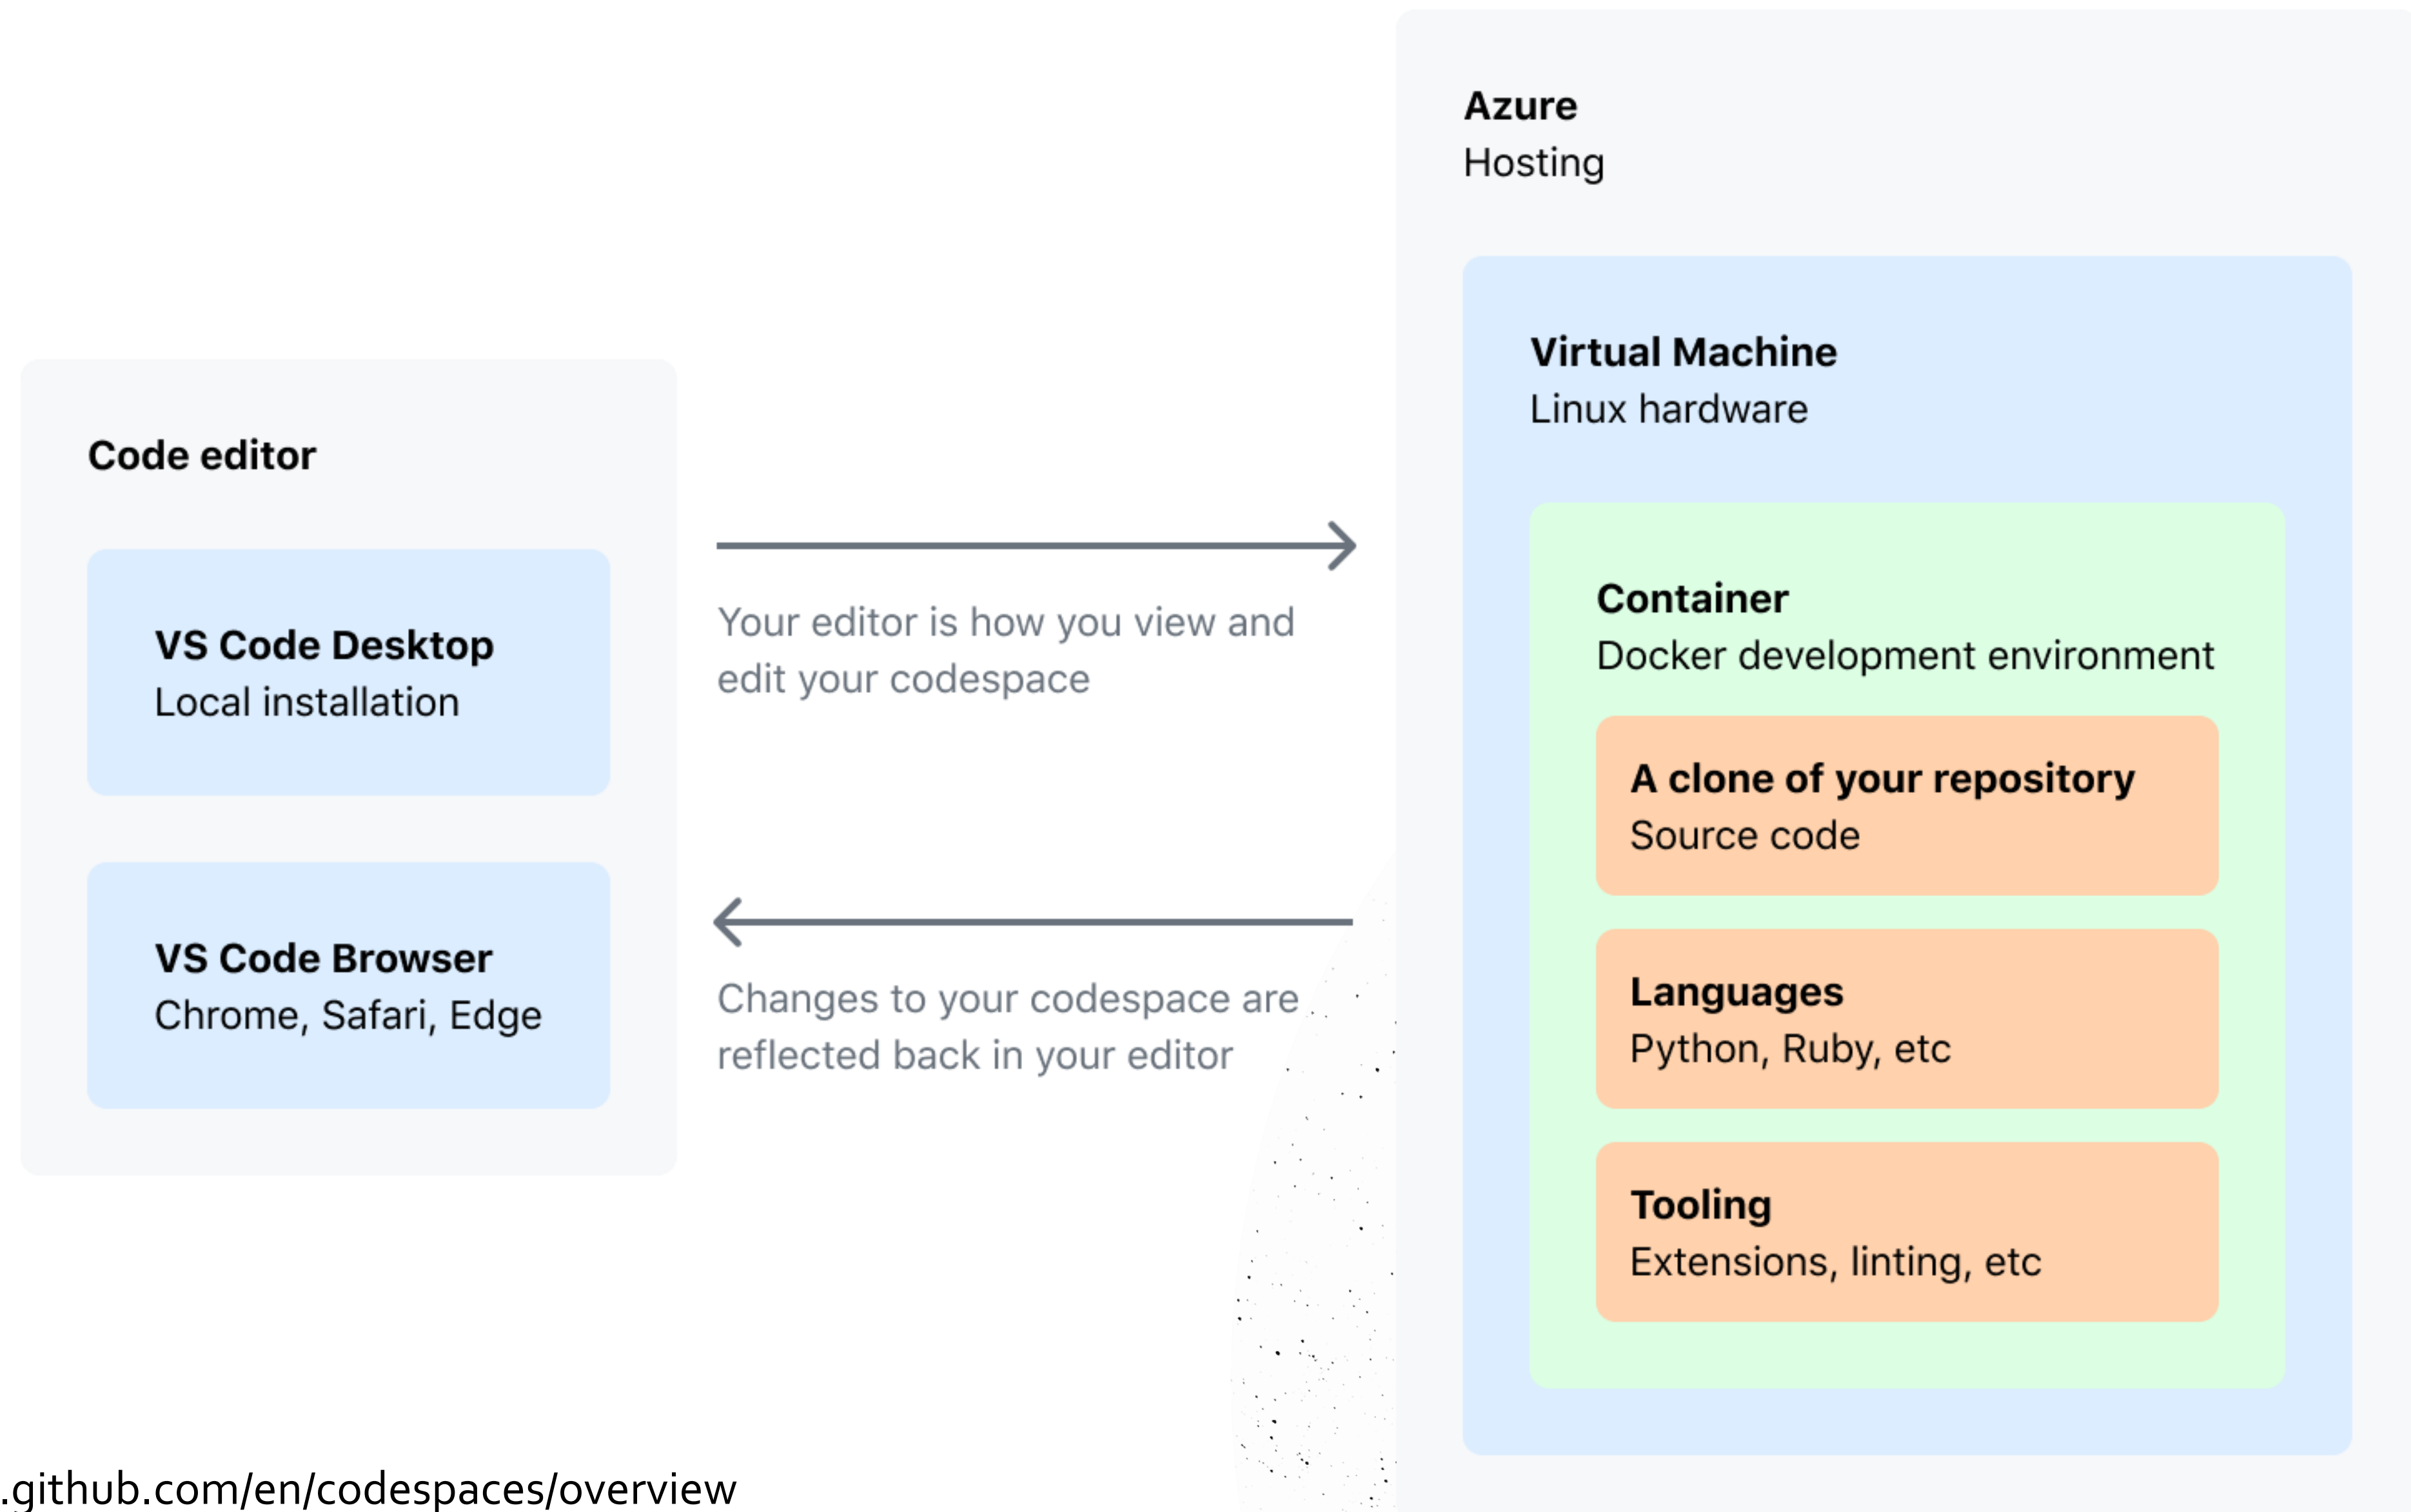 Code editor
VS Code Desktop
Local installation
VS Code Browser
Chrome, Safari, Edge
Your editor is how you view and
edit your codespace
Changes to your codespace are
reflected back in your editor
Azure
Hosting
Virtual Machine
Linux hardware
Container
Docker development environment
A clone of your repository
Source code
Languages
Python, Ruby, etc
Tooling
Extensions, linting, etc
.github.com/en/codespaces/overview